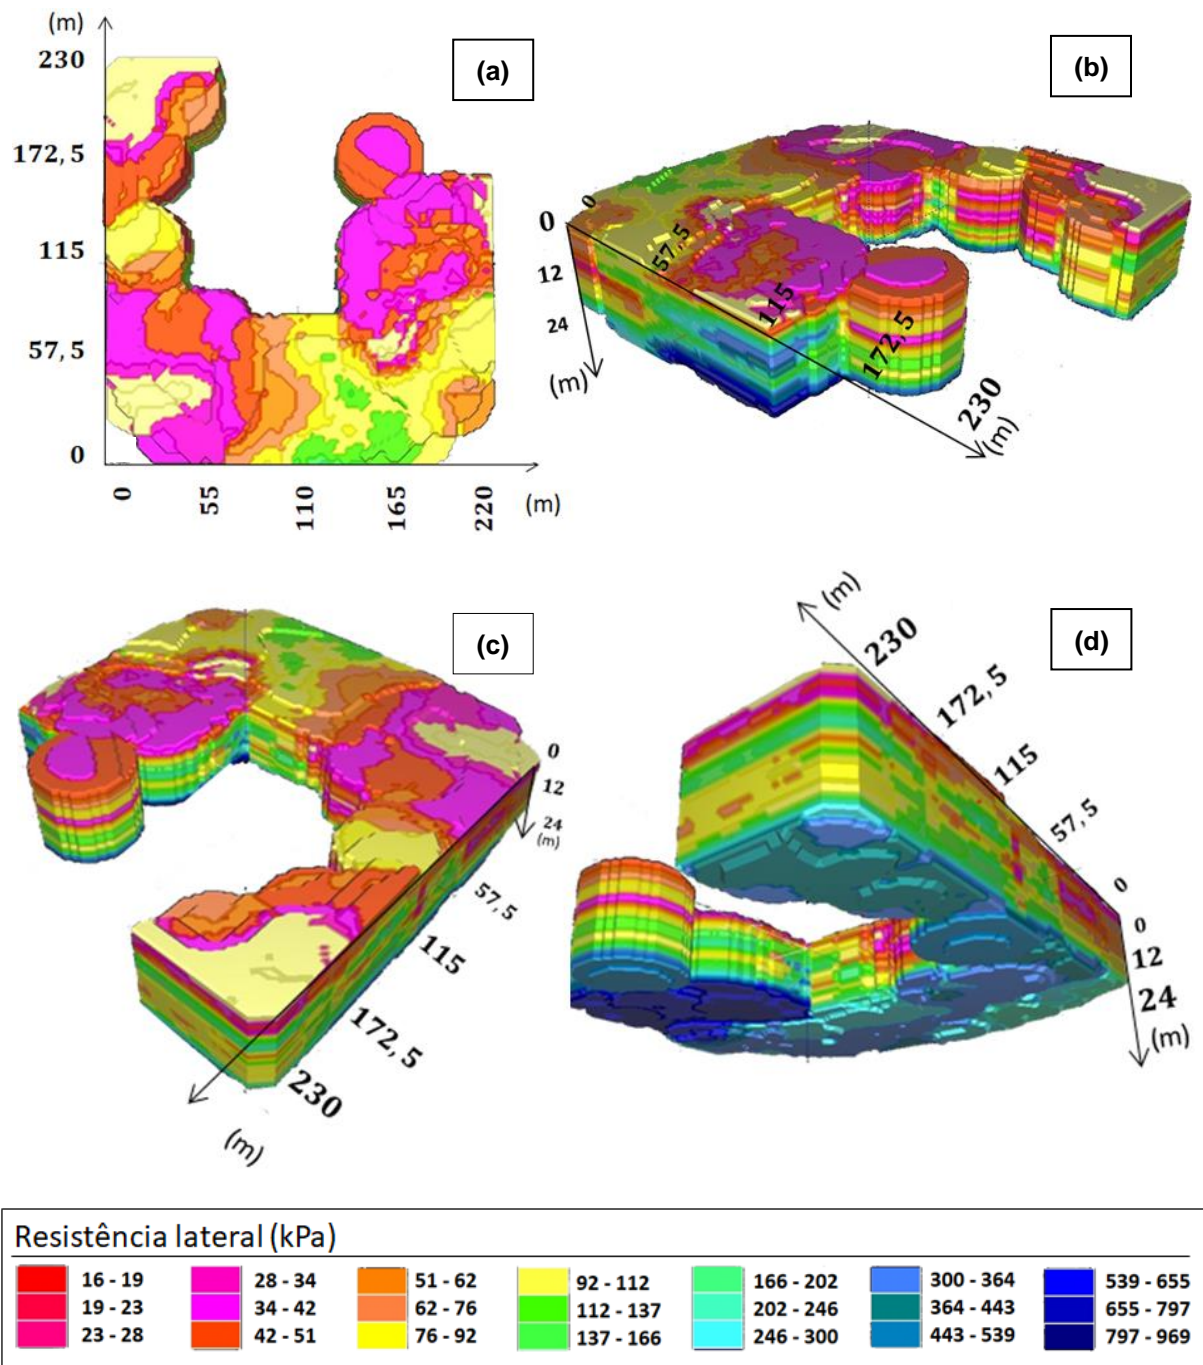 (m)
230
172,5
115
57,5
0
0
55
110
165
220
(m)
(a)
(b)
0
0
12
24
(m)
57,5
115
172,5
230
(m)
(c)
0
12
24
(m)
57,5
115
172,5
230
(m)
(d)
(m)
230
172,5
115
57,5
0
0
12
24
(m)
Resistência lateral (kPa)
16 - 19
19 - 23
23 - 28
28 - 34
34 - 42
42 - 51
51 - 62
62 - 76
76 - 92
92 - 112
112 - 137
137 - 166
166 - 202
202 - 246
246 - 300
300 - 364
364 - 443
443 - 539
539 - 655
655 - 797
797 - 969